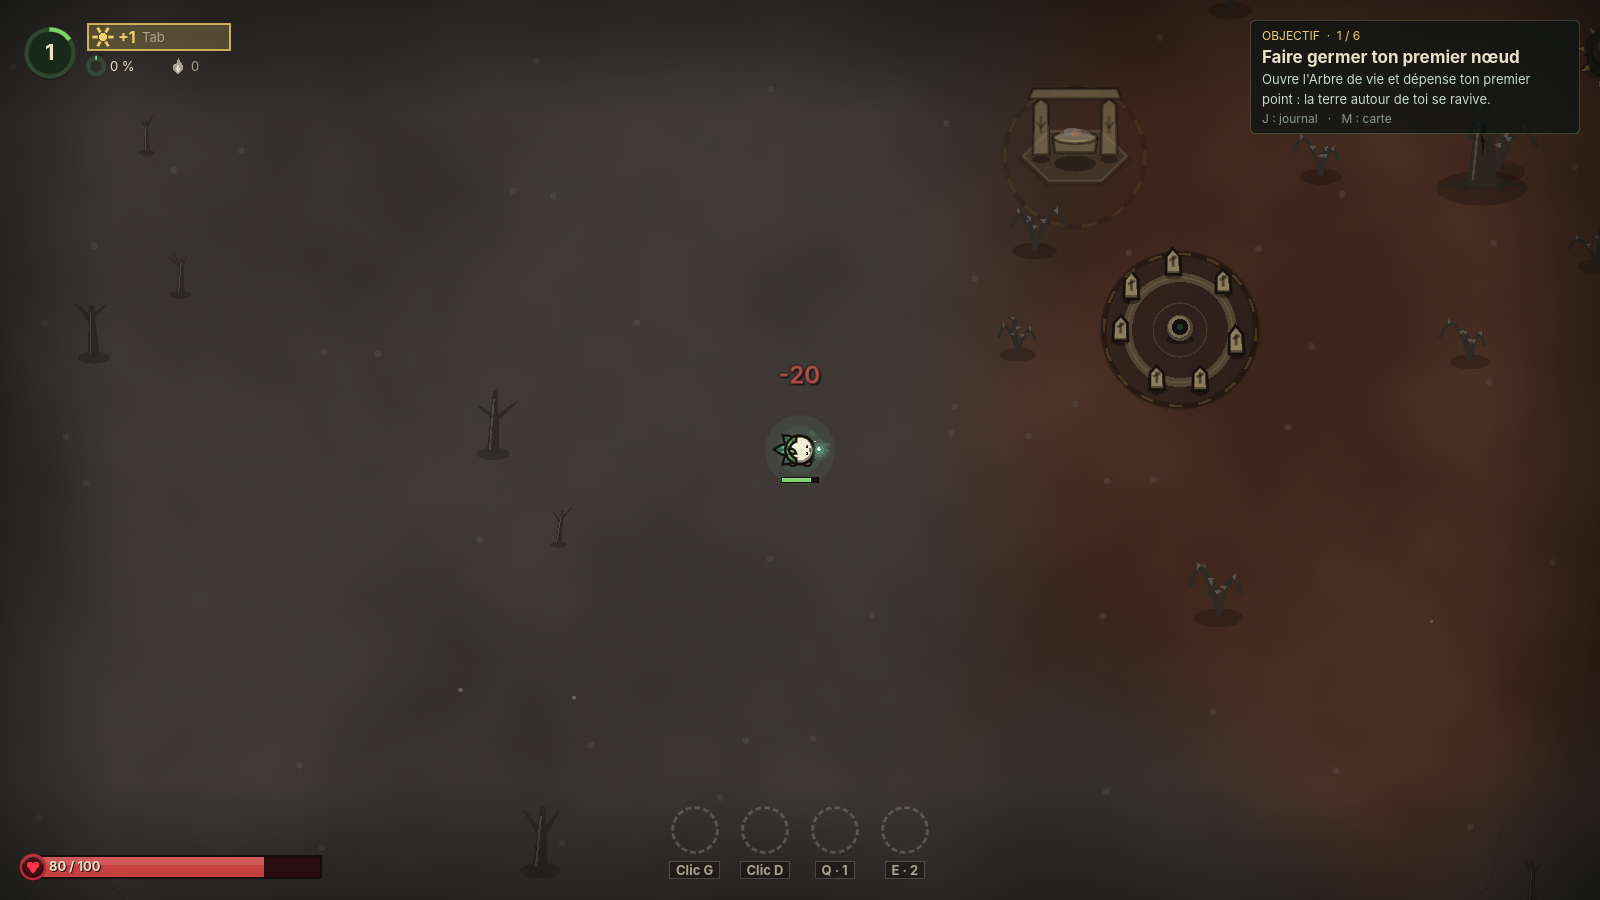 1
+1 Tab
0 %
0
OBJECTIF · 1 / 6
Faire germer ton premier nœud
Ouvre l'Arbre de vie et dépense ton premier
point : la terre autour de toi se ravive.
J : journal · M : carte
-20
80 / 100
Clic G
Clic D
Q · 1
E · 2